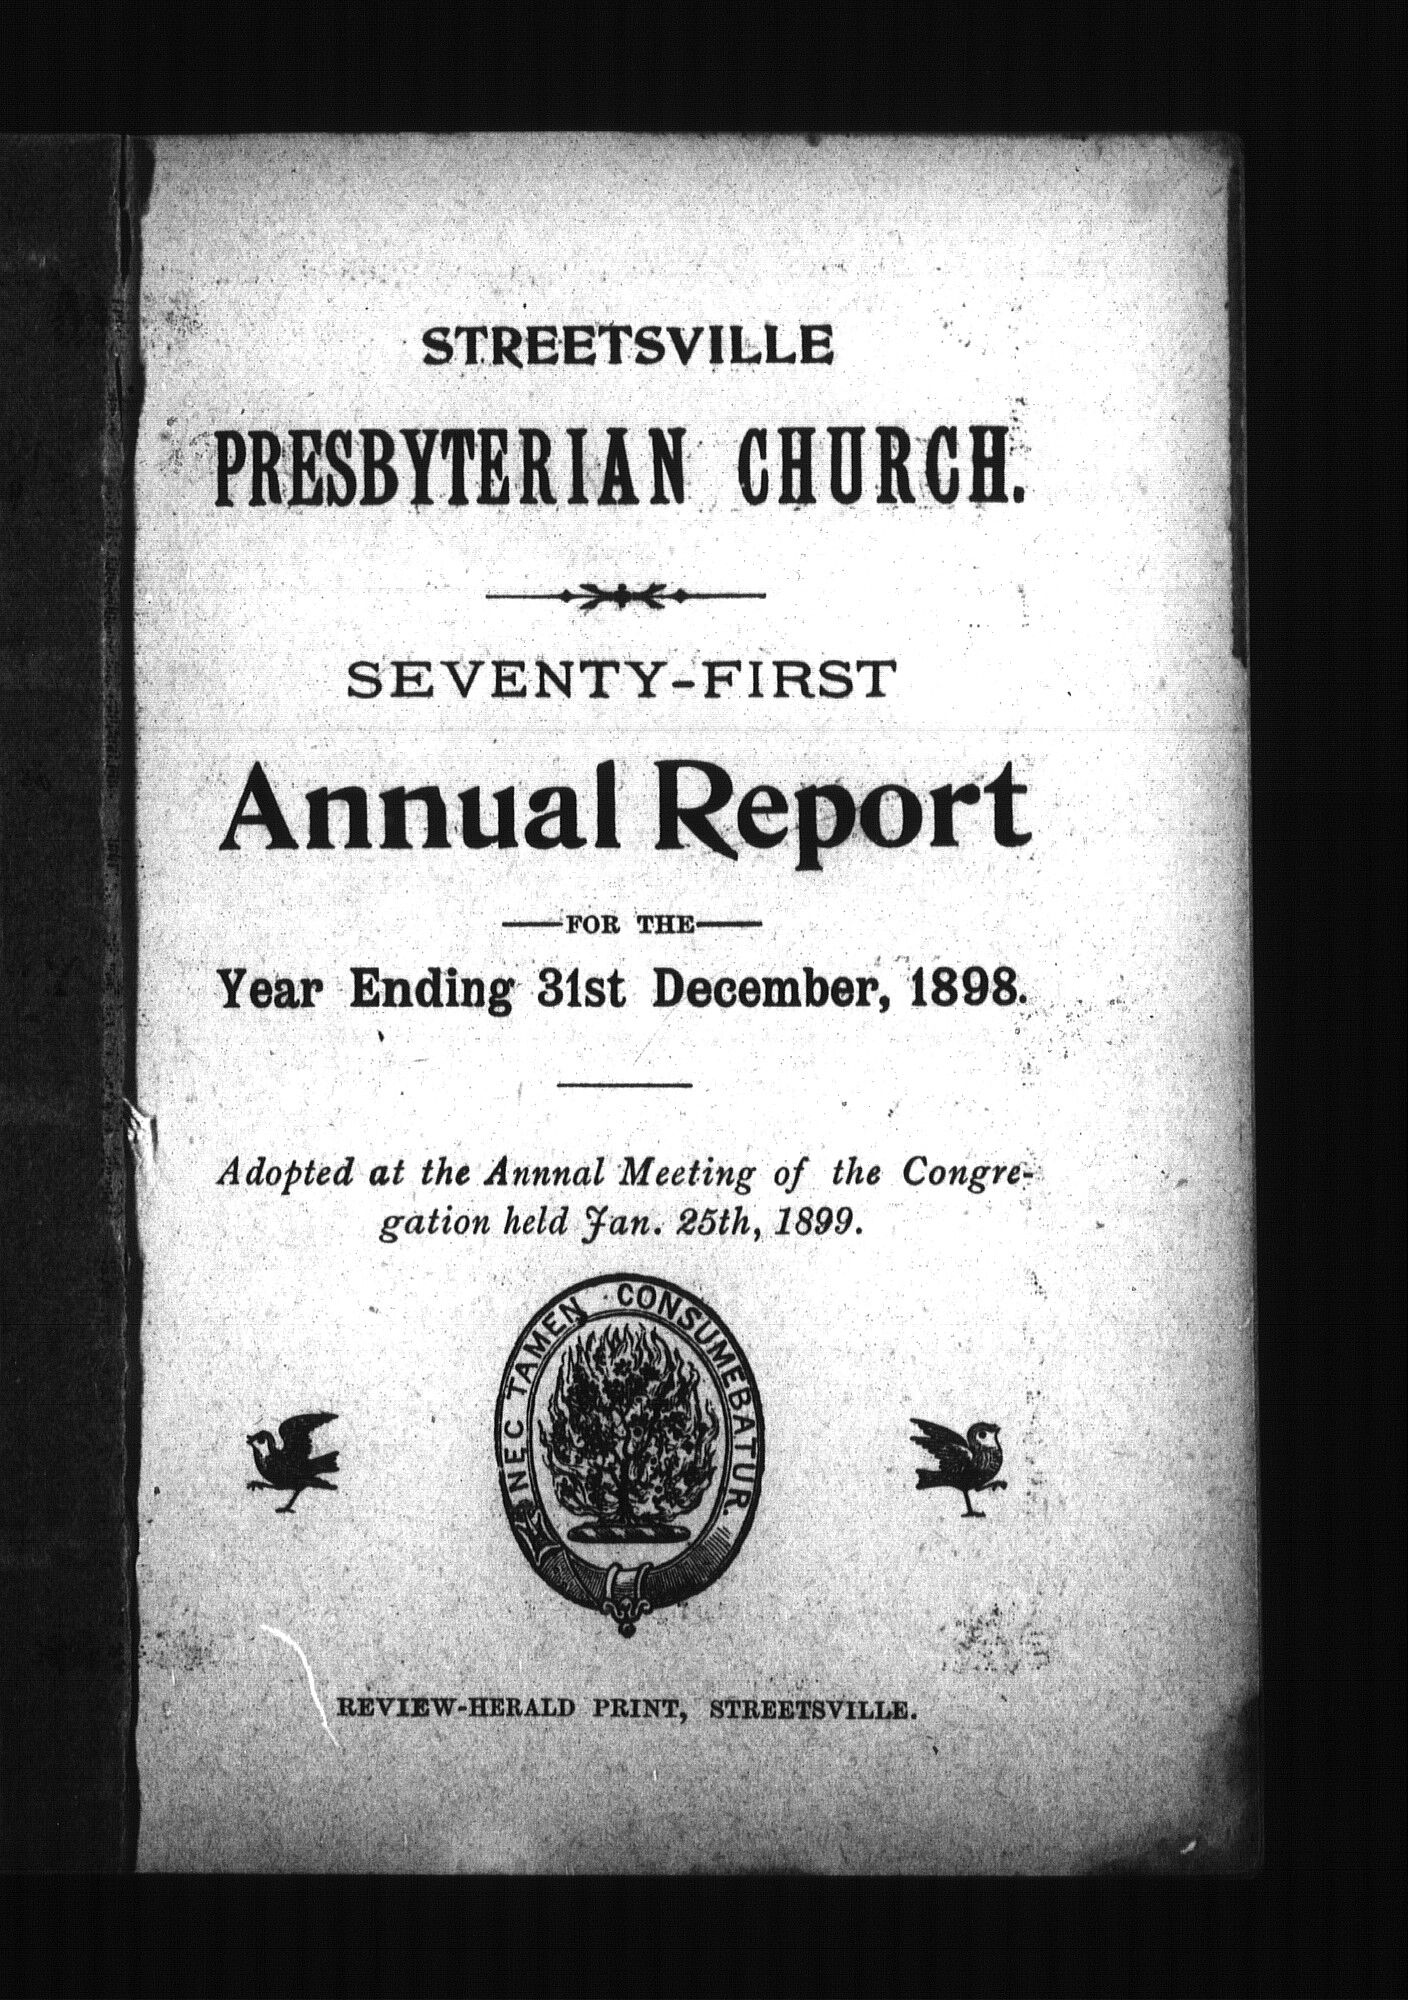 STREETSVILLE
PRESBYTERIAN CHURCH.
SEVENTY-FIRST
Annual Report
—FOR THE—
Year Ending 31st December, 1898.
Adopted at the Annnal Meeting of the Congre-
gation held Jan. 25th, 1899.
NEC TAMEN CONSUMEBATUR.
REVIEW-HERALD PRINT, STREETSVILLE.